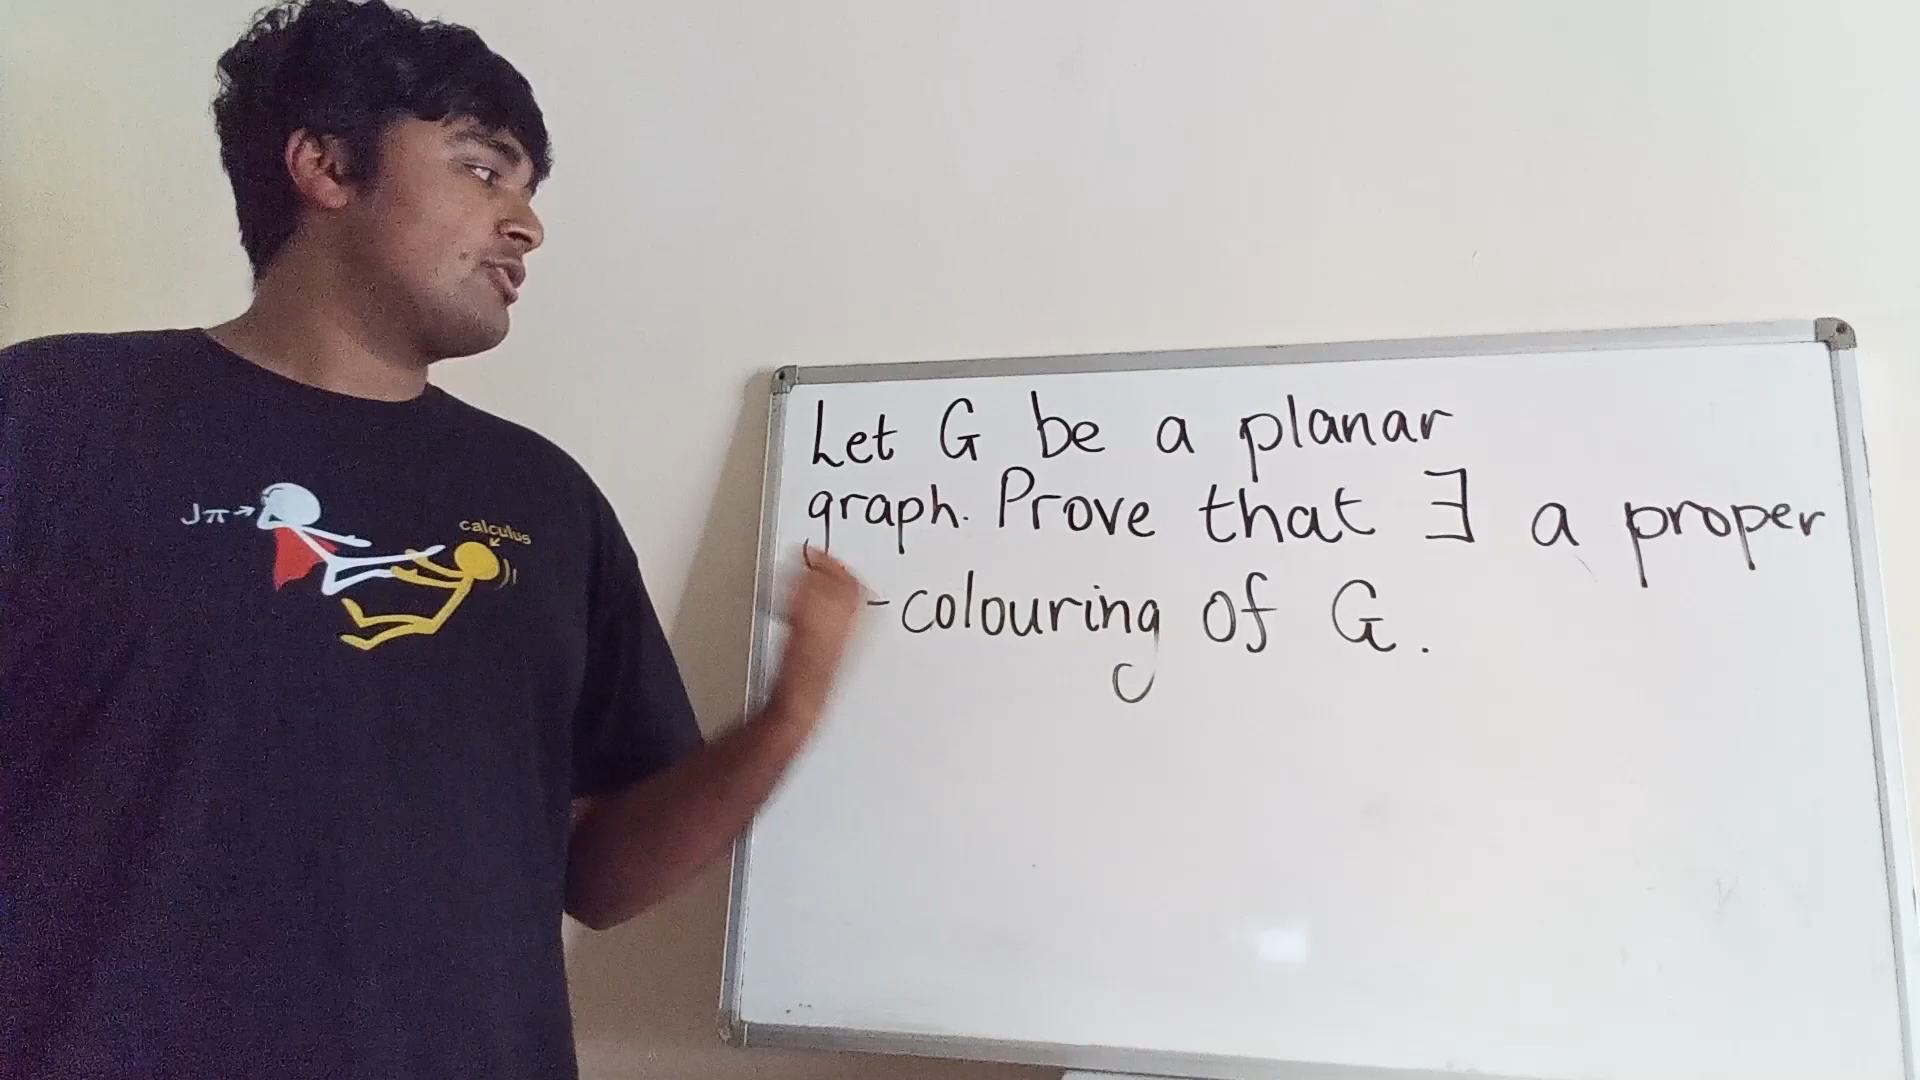 Jπ→
calculus
Let G be a planar
graph. Prove that ∃ a proper
-colouring of G.